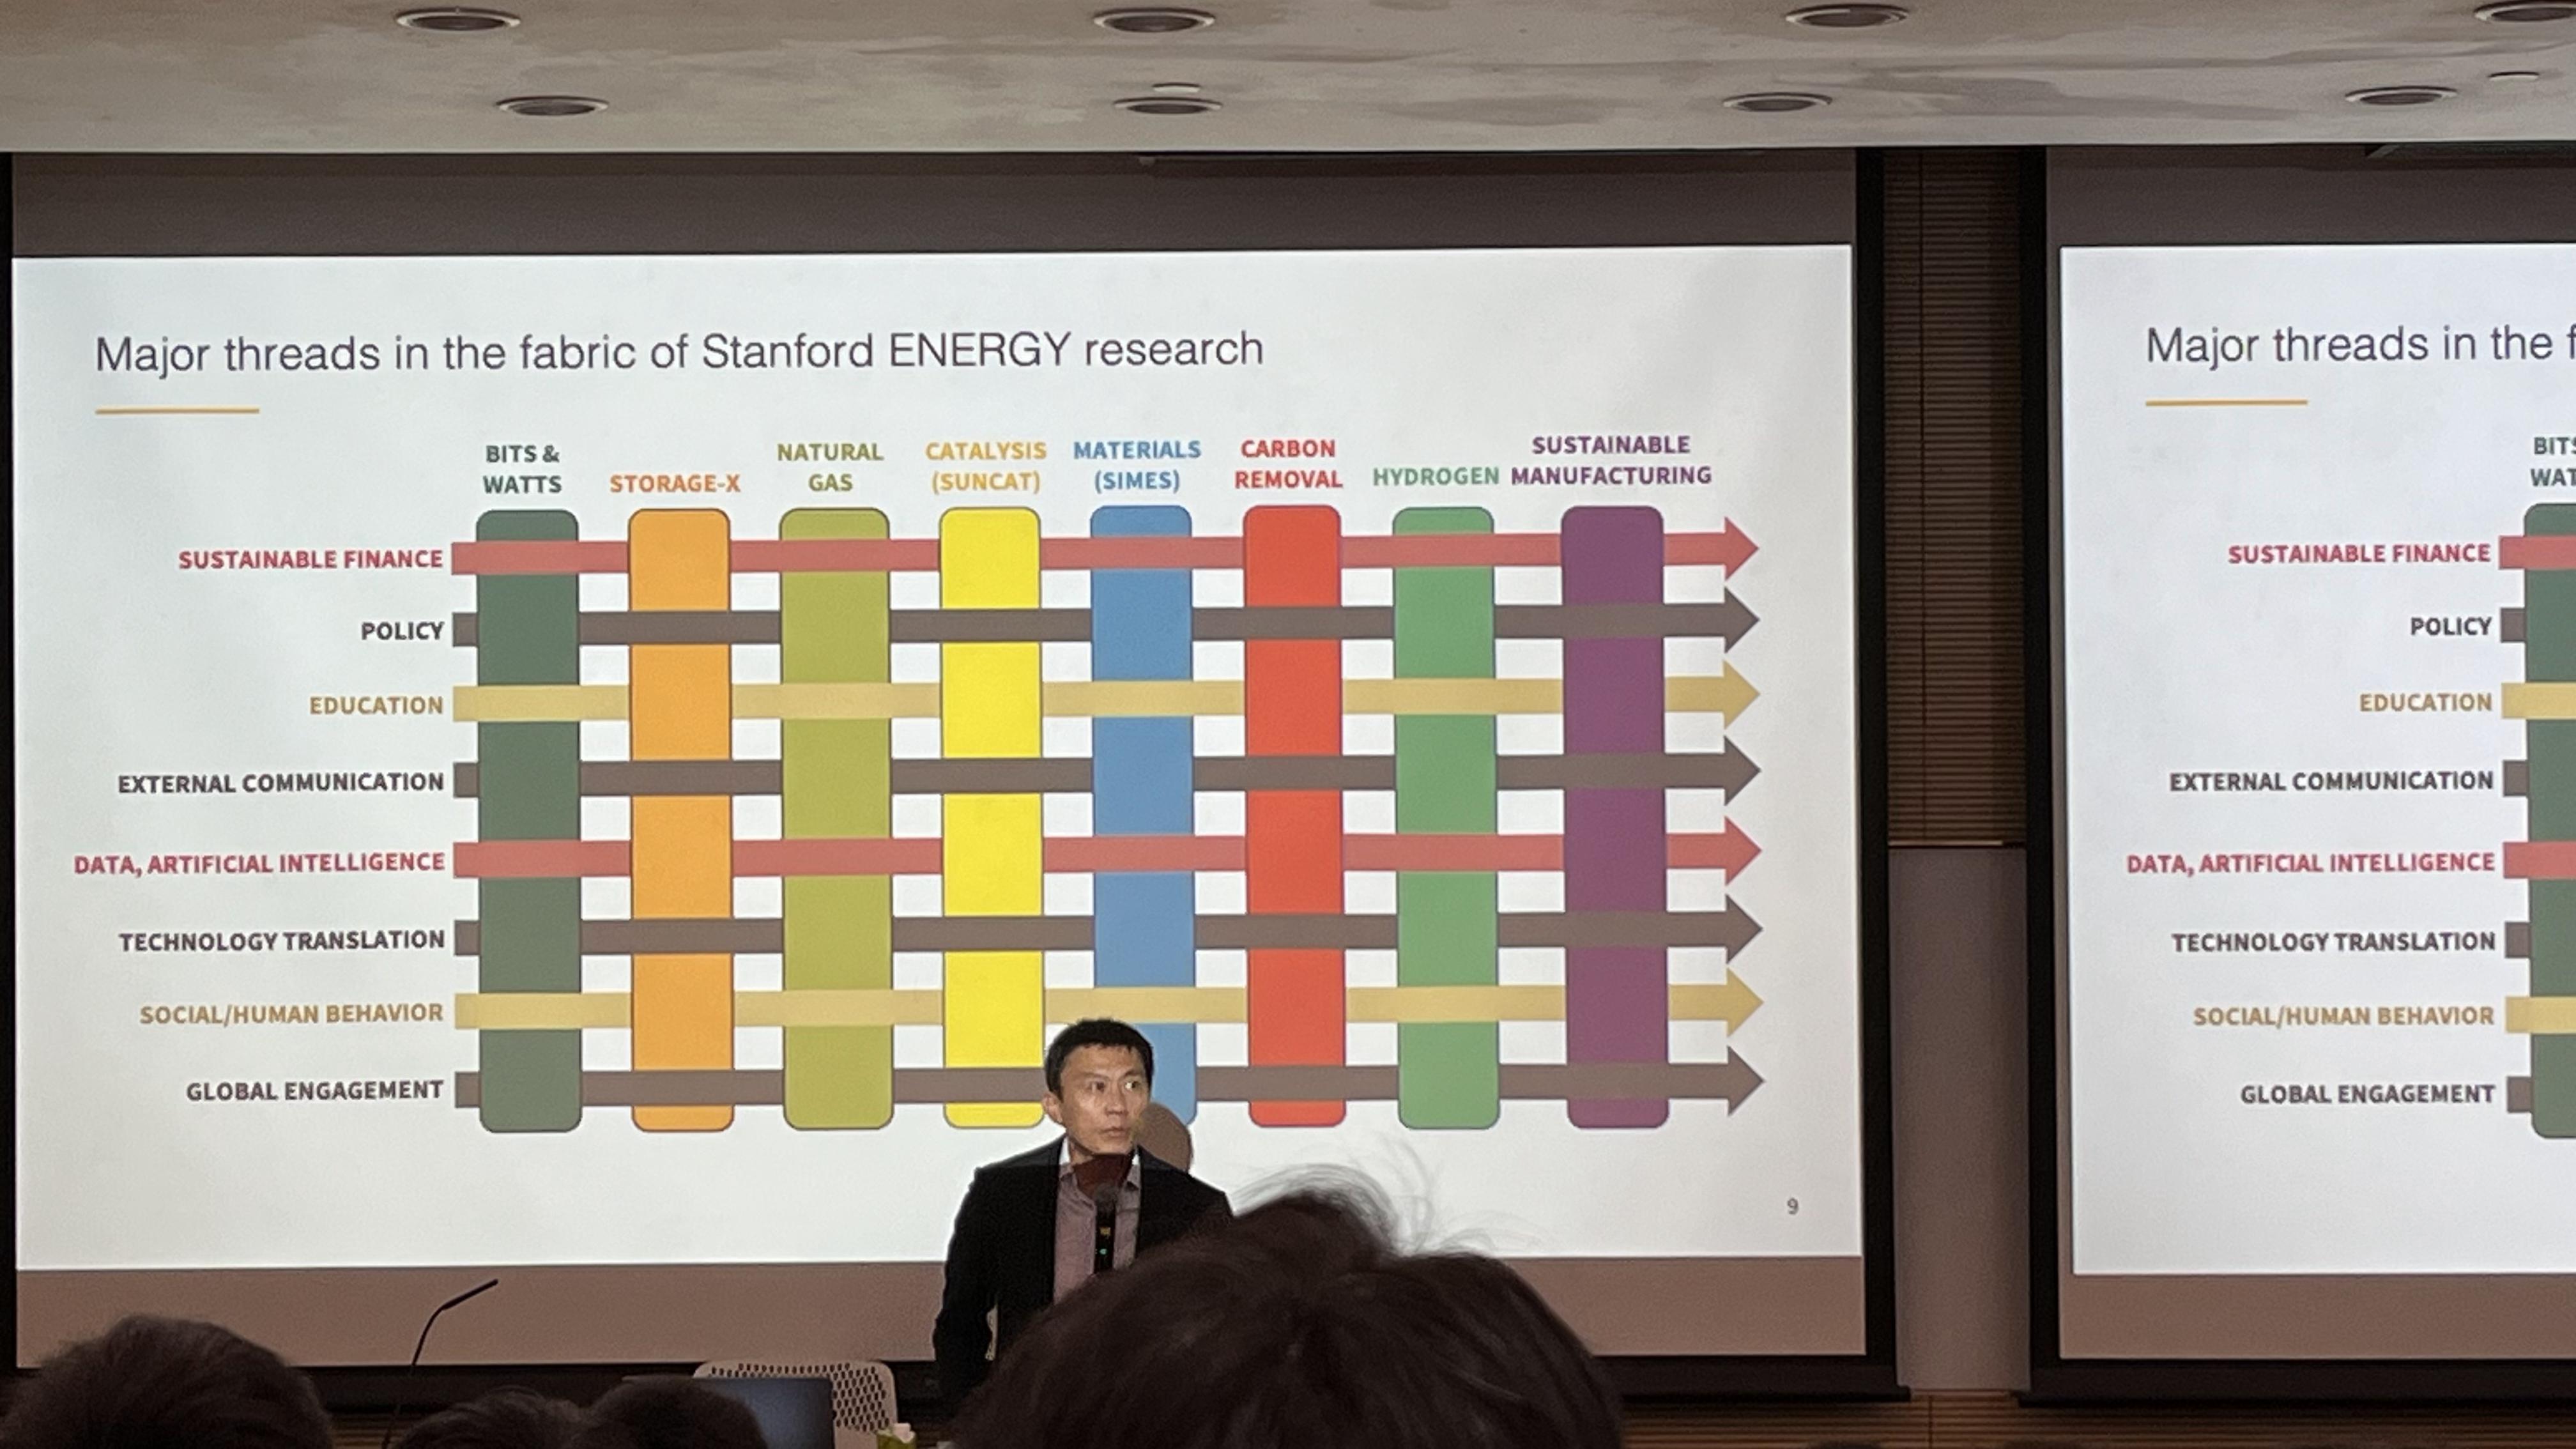 Major threads in the fabric of Stanford ENERGY research
BITS &
WATTS
STORAGE-X
NATURAL
GAS
CATALYSIS
(SUNCAT)
MATERIALS
(SIMES)
CARBON
REMOVAL
HYDROGEN
SUSTAINABLE
MANUFACTURING
SUSTAINABLE FINANCE
POLICY
EDUCATION
EXTERNAL COMMUNICATION
DATA, ARTIFICIAL INTELLIGENCE
TECHNOLOGY TRANSLATION
SOCIAL/HUMAN BEHAVIOR
GLOBAL ENGAGEMENT
9
Major threads in the f
BITS
WAT
SUSTAINABLE FINANCE
POLICY
EDUCATION
EXTERNAL COMMUNICATION
DATA, ARTIFICIAL INTELLIGENCE
TECHNOLOGY TRANSLATION
SOCIAL/HUMAN BEHAVIOR
GLOBAL ENGAGEMENT